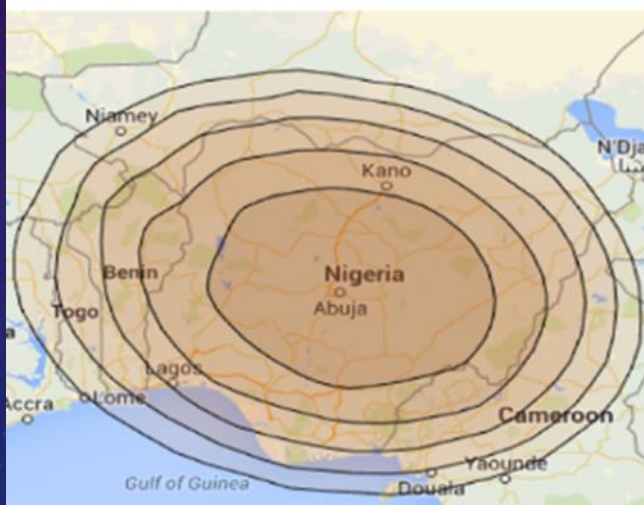 Niamey
Kano
N'Dja
Benin
Nigeria
Abuja
Togo
Lagos
Lome
Accra
Cameroon
Yaounde
Douala
Gulf of Guinea